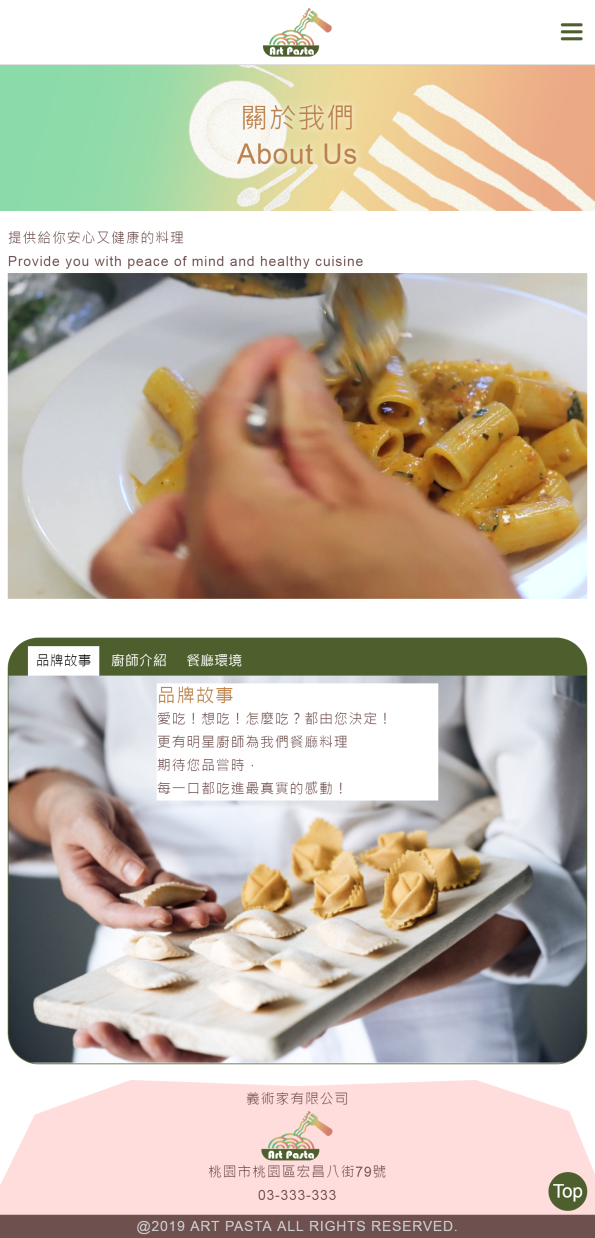 Art Pasta
關於我們
About Us
提供給你安心又健康的料理
Provide you with peace of mind and healthy cuisine
品牌故事 廚師介紹 餐廳環境
品牌故事
愛吃！想吃！怎麼吃？都由您決定！
更有明星廚師為我們餐廳料理
期待您品嘗時．
每一口都吃進最真實的感動！
義術家有限公司
Art Pasta
桃園市桃園區宏昌八街79號
03-333-333
Top
@2019 ART PASTA ALL RIGHTS RESERVED.